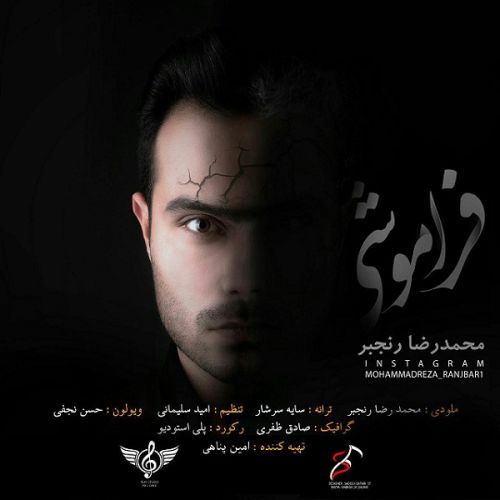 فراموشی
محمدرضا رنجبر
INSTAGRAM
MOHAMMADREZA_RANJBAR1
ملودی : محمد رضا رنجبر ترانه : سایه سرشار تنظیم : امید سلیمانی ویولون : حسن نجفی
گرافیک : صادق ظفری رکورد : پلی استودیو
تهیه کننده : امین پناهی